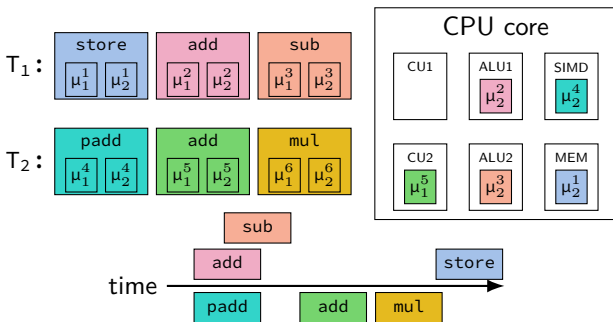 store add sub
T₁: μ₁¹ μ₂¹ μ₁² μ₂² μ₁³ μ₂³
padd add mul
T₂: μ₁⁴ μ₂⁴ μ₁⁵ μ₂⁵ μ₁⁶ μ₂⁶
CPU core
CU1 ALU1 SIMD
μ₂² μ₂⁴
CU2 ALU2 MEM
μ₁⁵ μ₂³ μ₂¹
sub
add store
time
padd add mul